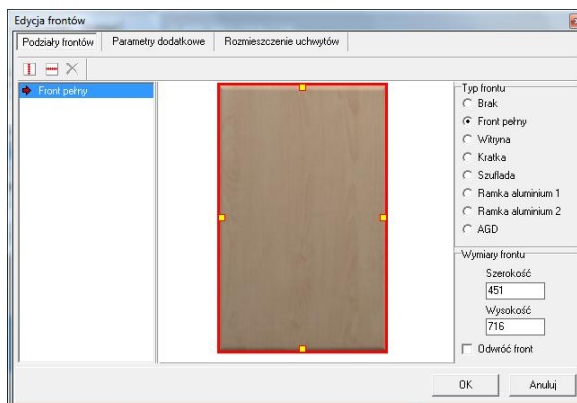 Edycja frontów
Podziały frontów Parametry dodatkowe Rozmieszczenie uchwytów
Front pełny
Typ frontu
Brak
Front pełny
Witryna
Kratka
Szuflada
Ramka aluminium 1
Ramka aluminium 2
AGD
Wymiary frontu
Szerokość
451
Wysokość
716
Odwróć front
OK Anuluj